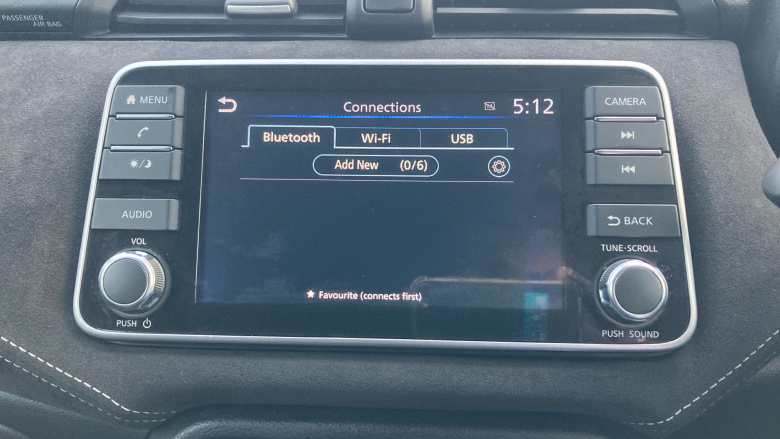 PASSENGER
AIR BAG
MENU
CAMERA
Connections
5:12
Bluetooth Wi-Fi USB
Add New (0/6)
AUDIO
BACK
VOL
TUNE·SCROLL
★ Favourite (connects first)
PUSH
PUSH SOUND